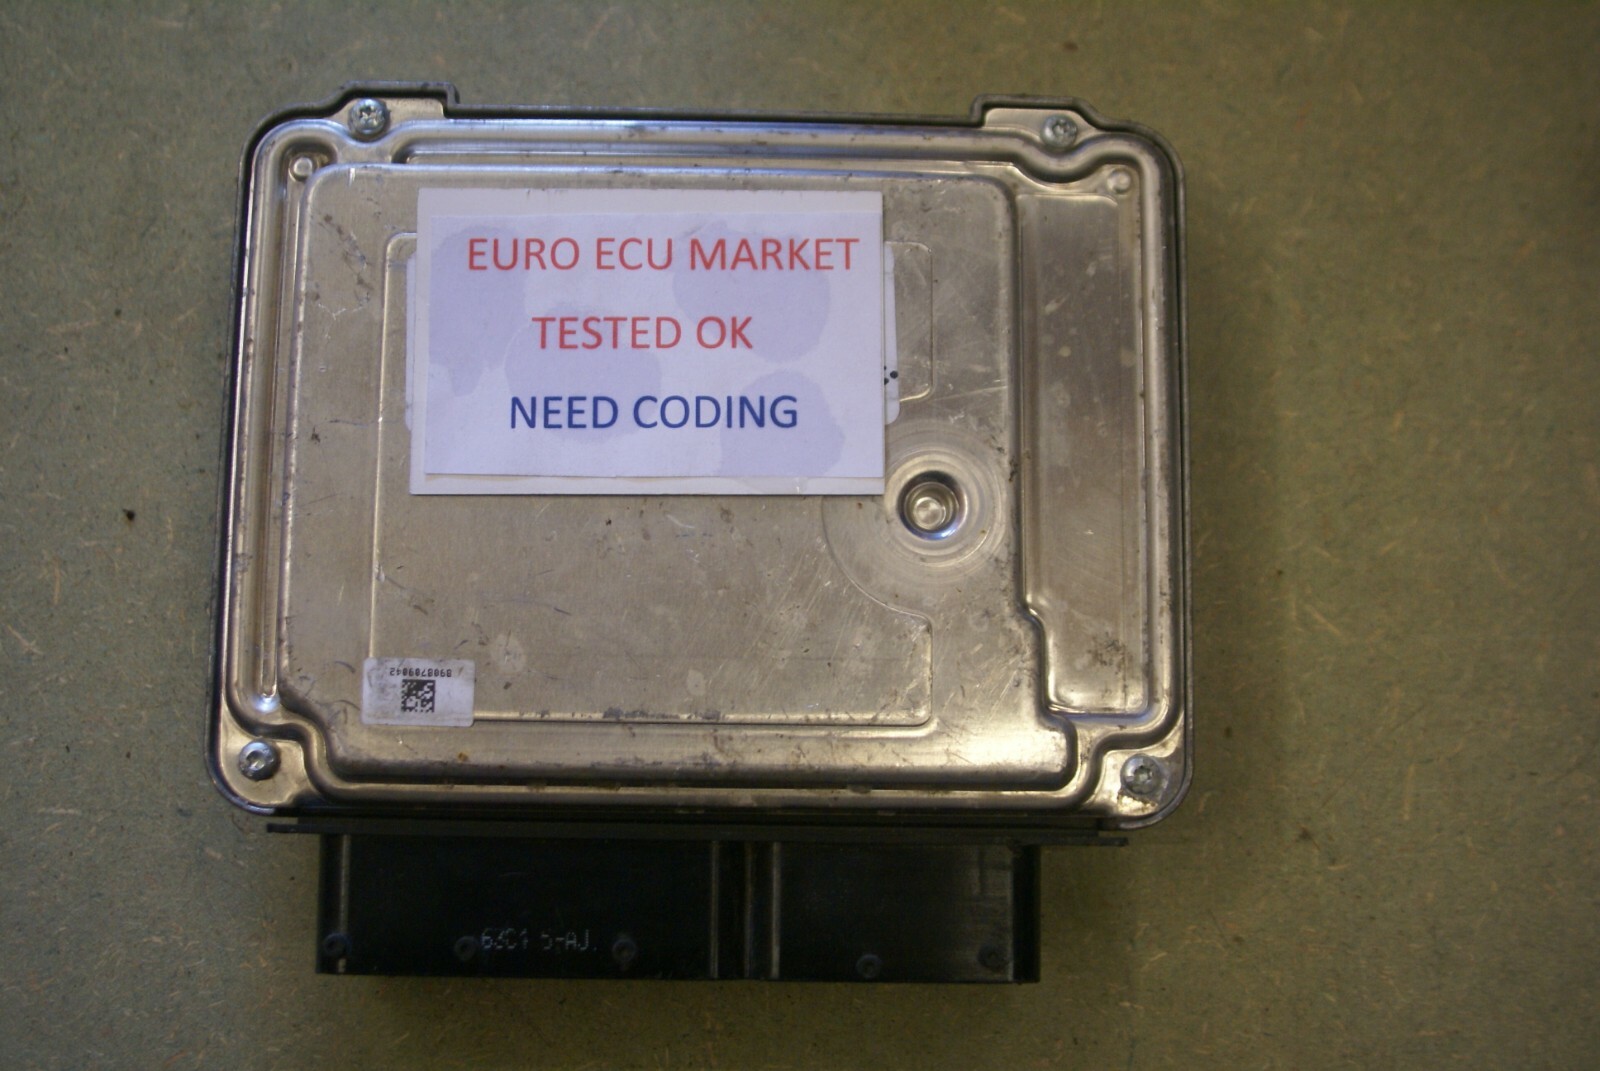 EURO ECU MARKET
TESTED OK
NEED CODING